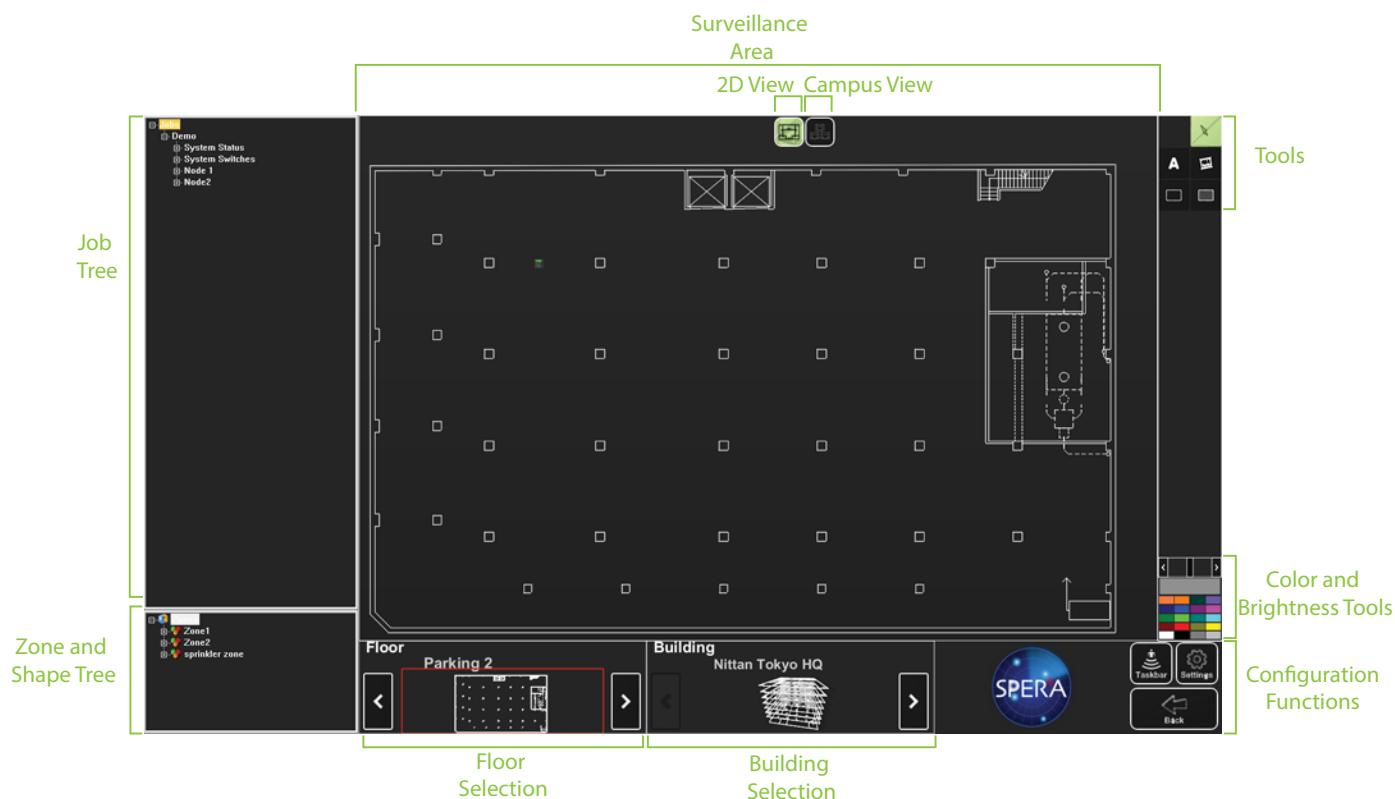 Surveillance
Area
2D View
Campus View
Jobs
Demo
System Status
System Switches
Node 1
Node2
A
Tools
Job
Tree
Color and
Brightness Tools
Zone and
Shape Tree
Zone1
Zone2
sprinkler zone
Floor
Parking 2
Building
Nittan Tokyo HQ
SPERA
Taskbar
Settings
Back
Configuration
Functions
Floor
Selection
Building
Selection